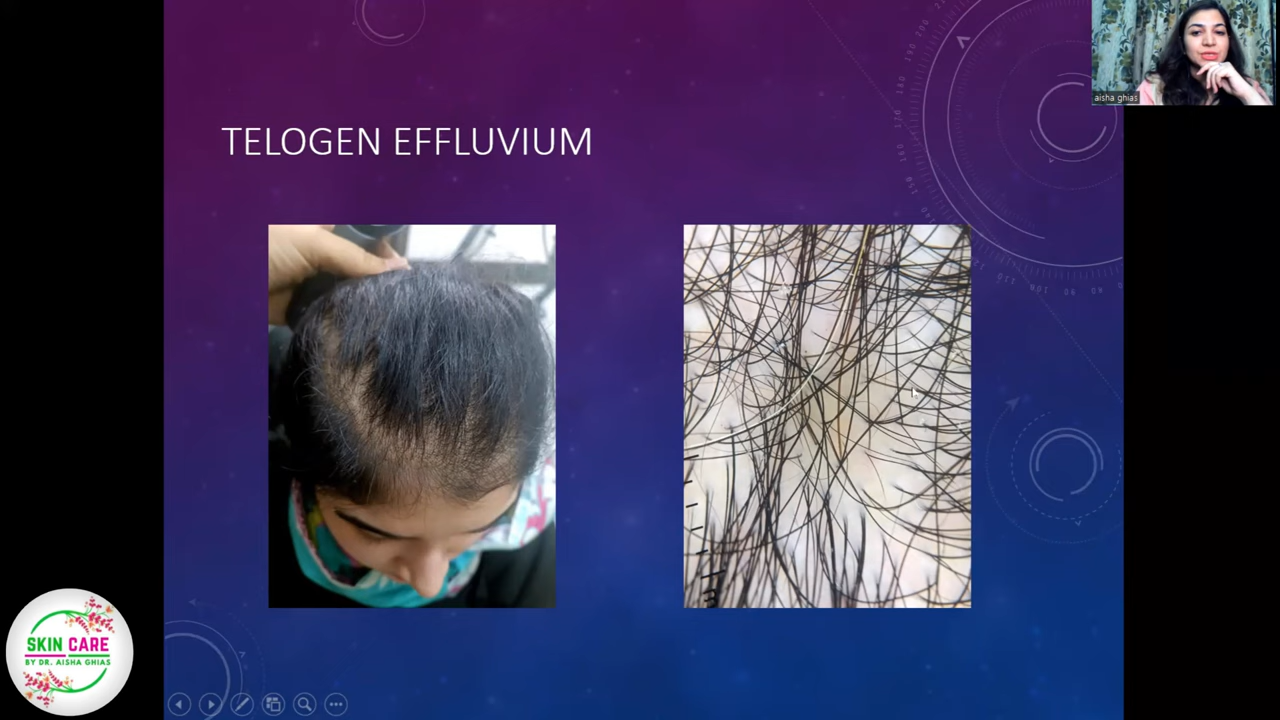 aisha ghias
TELOGEN EFFLUVIUM
SKIN CARE
BY DR. AISHA GHIAS